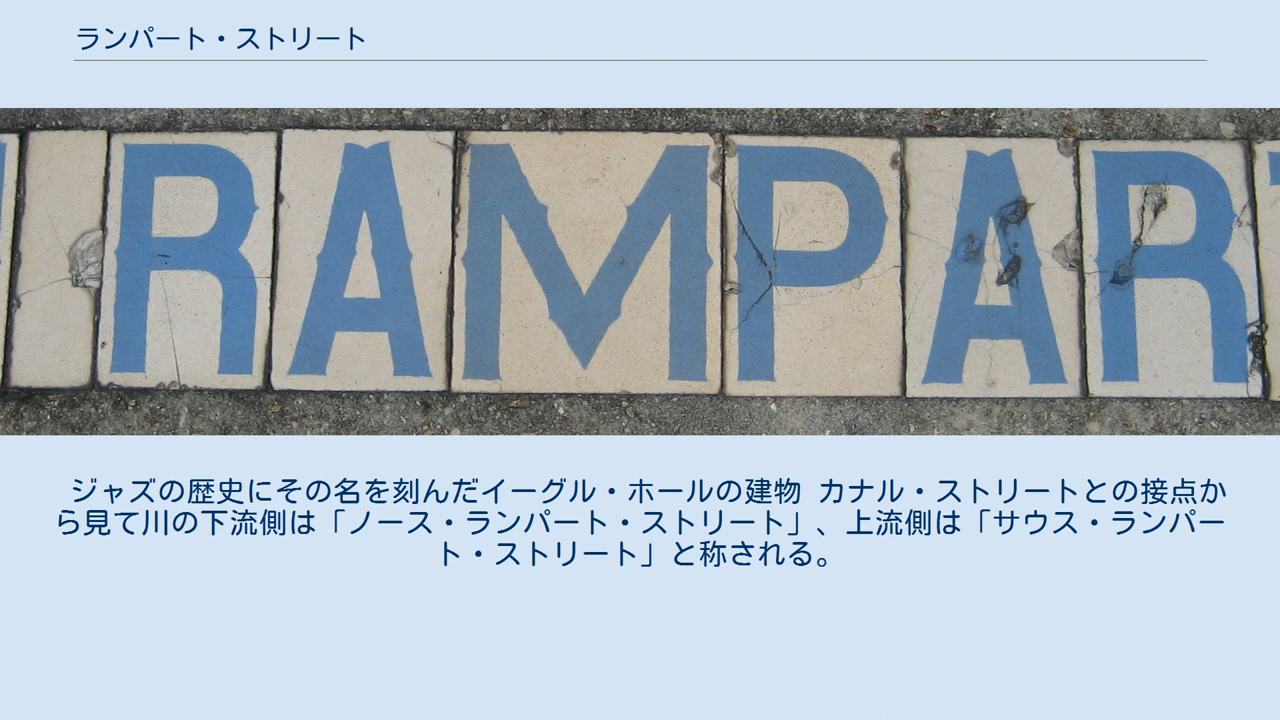 ランパート・ストリート
RAMPAR
ジャズの歴史にその名を刻んだイーグル・ホールの建物 カナル・ストリートとの接点か
ら見て川の下流側は「ノース・ランパート・ストリート」、上流側は「サウス・ランパー
ト・ストリート」と称される。